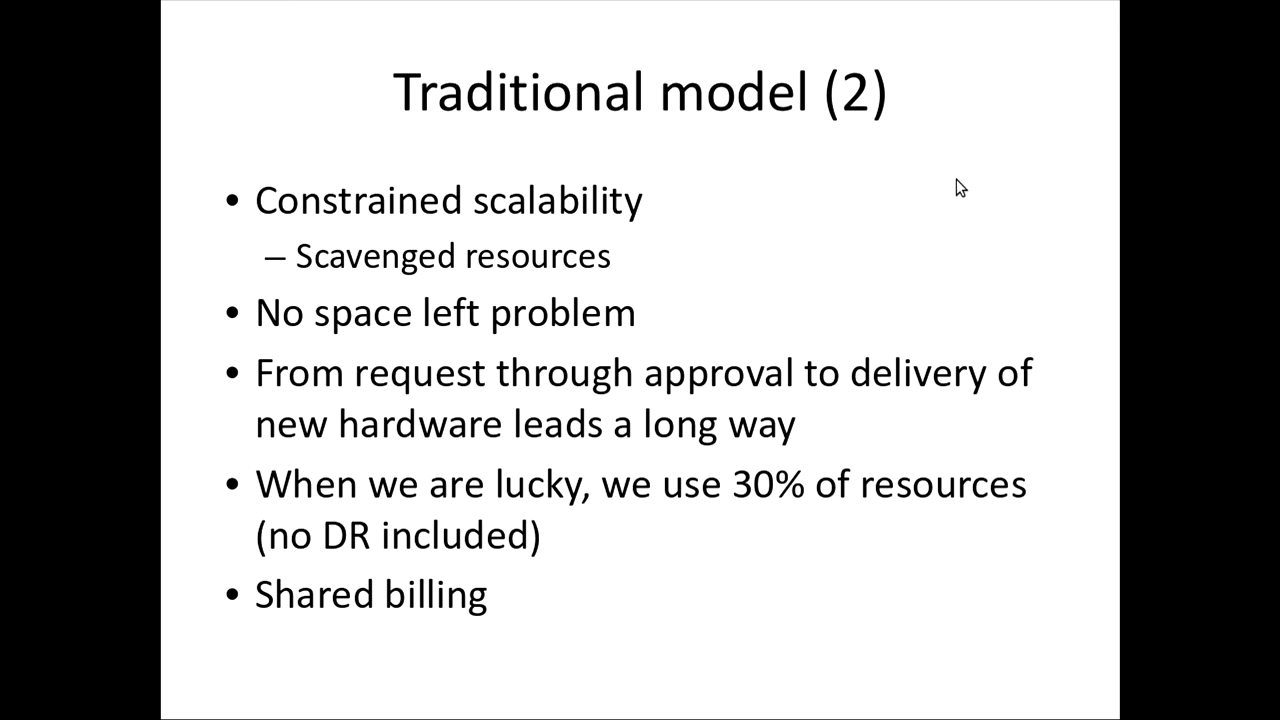 Traditional model (2)
• Constrained scalability
– Scavenged resources
• No space left problem
• From request through approval to delivery of
new hardware leads a long way
• When we are lucky, we use 30% of resources
(no DR included)
• Shared billing